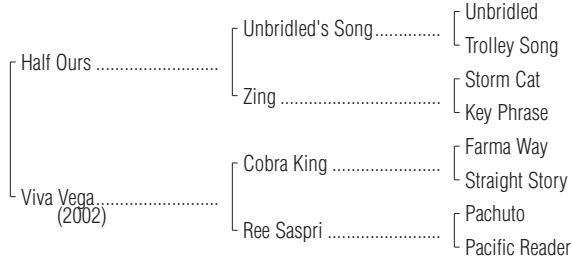 Unbridled
Unbridled's Song..............
Trolley Song
Half Ours ..........................
Storm Cat
Zing ..................................
Key Phrase
Farma Way
Cobra King .......................
Straight Story
Viva Vega..........................
(2002)
Pachuto
Ree Saspri ........................
Pacific Reader